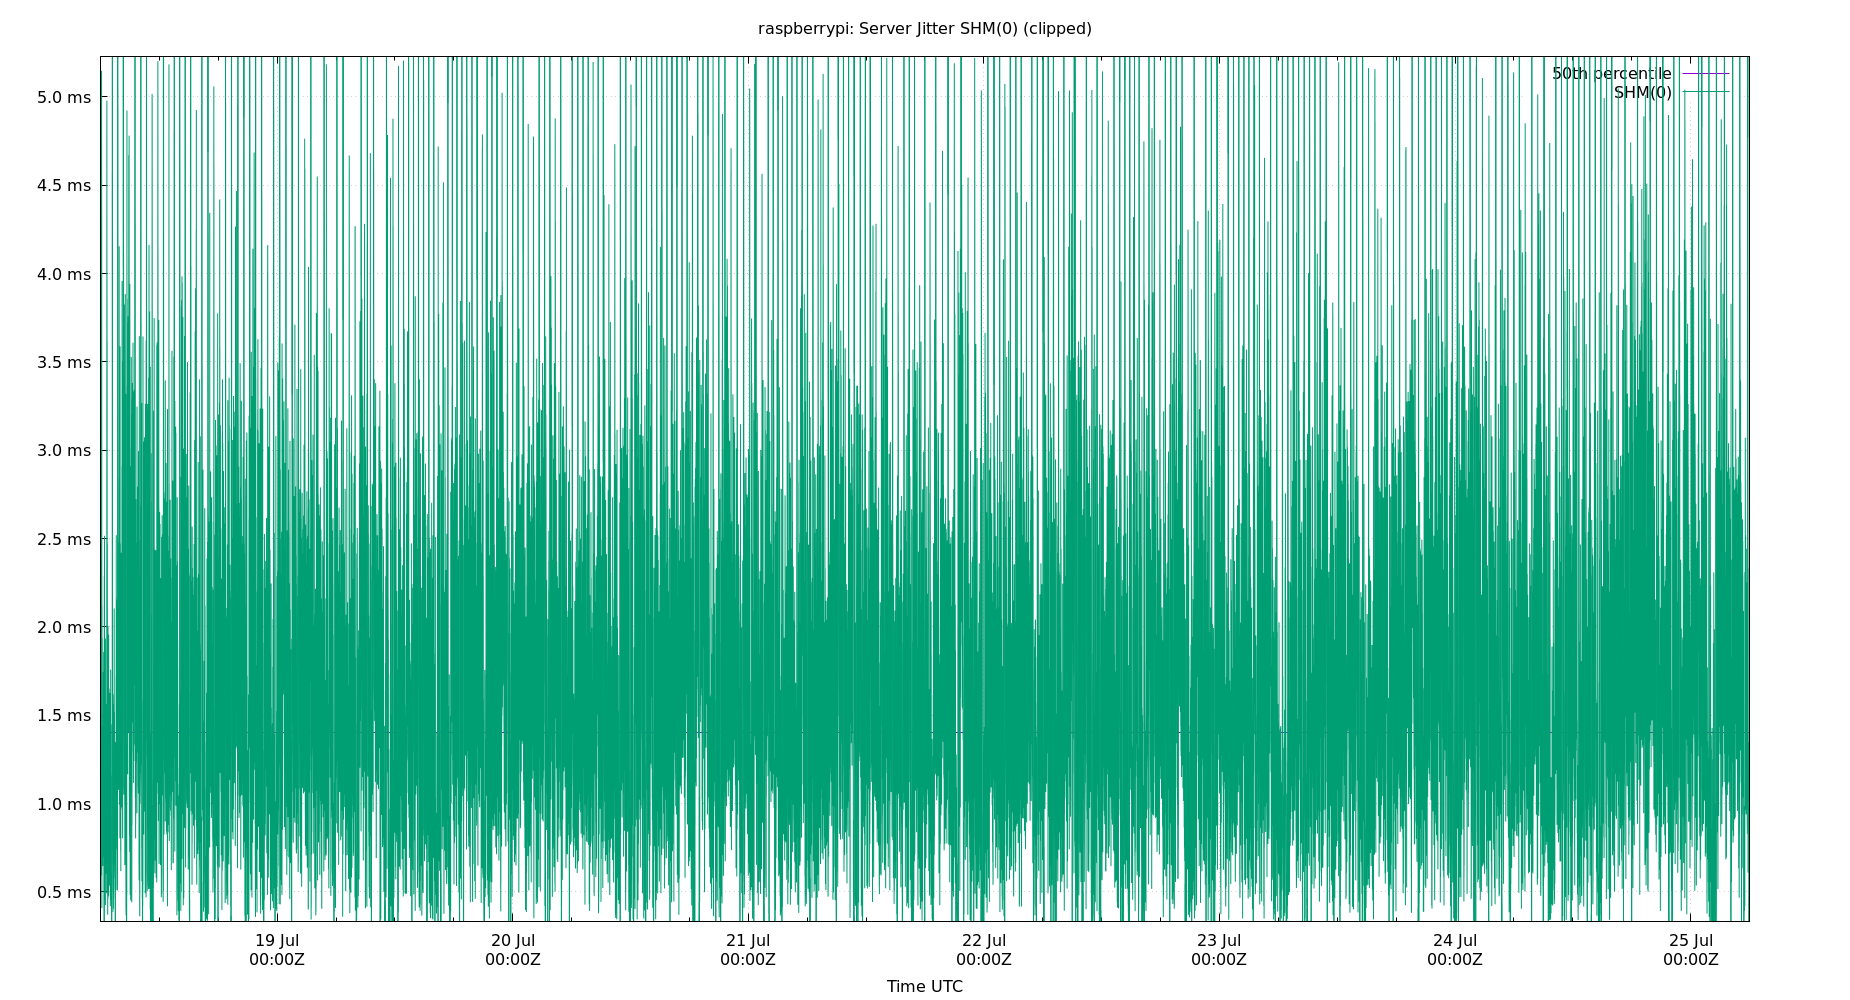 raspberrypi: Server Jitter SHM(0) (clipped)
50th percentile
SHM(0)
5.0 ms
4.5 ms
4.0 ms
3.5 ms
3.0 ms
2.5 ms
2.0 ms
1.5 ms
1.0 ms
0.5 ms
19 Jul 20 Jul 21 Jul 22 Jul 23 Jul 24 Jul 25 Jul
00:00Z 00:00Z 00:00Z 00:00Z 00:00Z 00:00Z 00:00Z
Time UTC